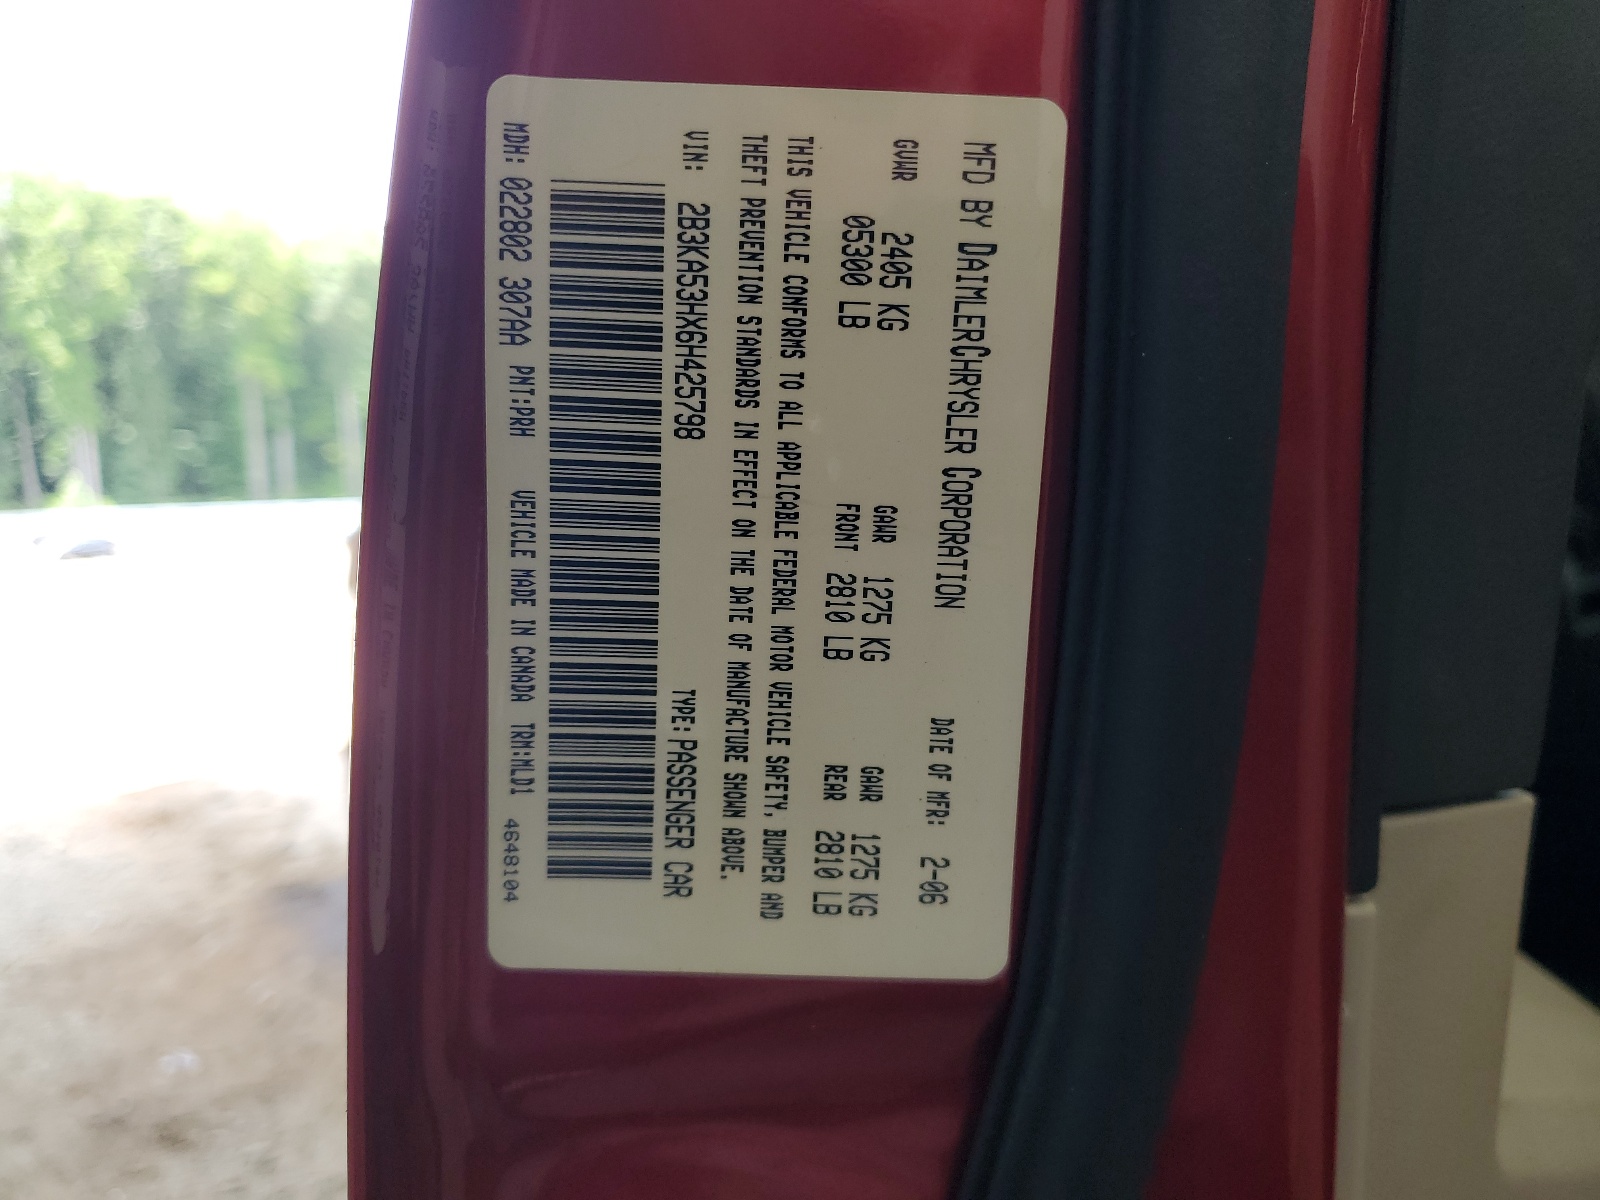 MFD BY DAIMLERCHRYSLER CORPORATION DATE OF MFR: 2-06
GVWR 2405 KG GAWR 1275 KG GAWR 1275 KG
05300 LB FRONT 2810 LB REAR 2810 LB
THIS VEHICLE CONFORMS TO ALL APPLICABLE FEDERAL MOTOR VEHICLE SAFETY, BUMPER AND
THEFT PREVENTION STANDARDS IN EFFECT ON THE DATE OF MANUFACTURE SHOWN ABOVE.
VIN: 2B3KA53HX6H425798 TYPE: PASSENGER CAR
MDH: 022802 307AA PNT:PRH VEHICLE MADE IN CANADA TRM:MLD1 4648104